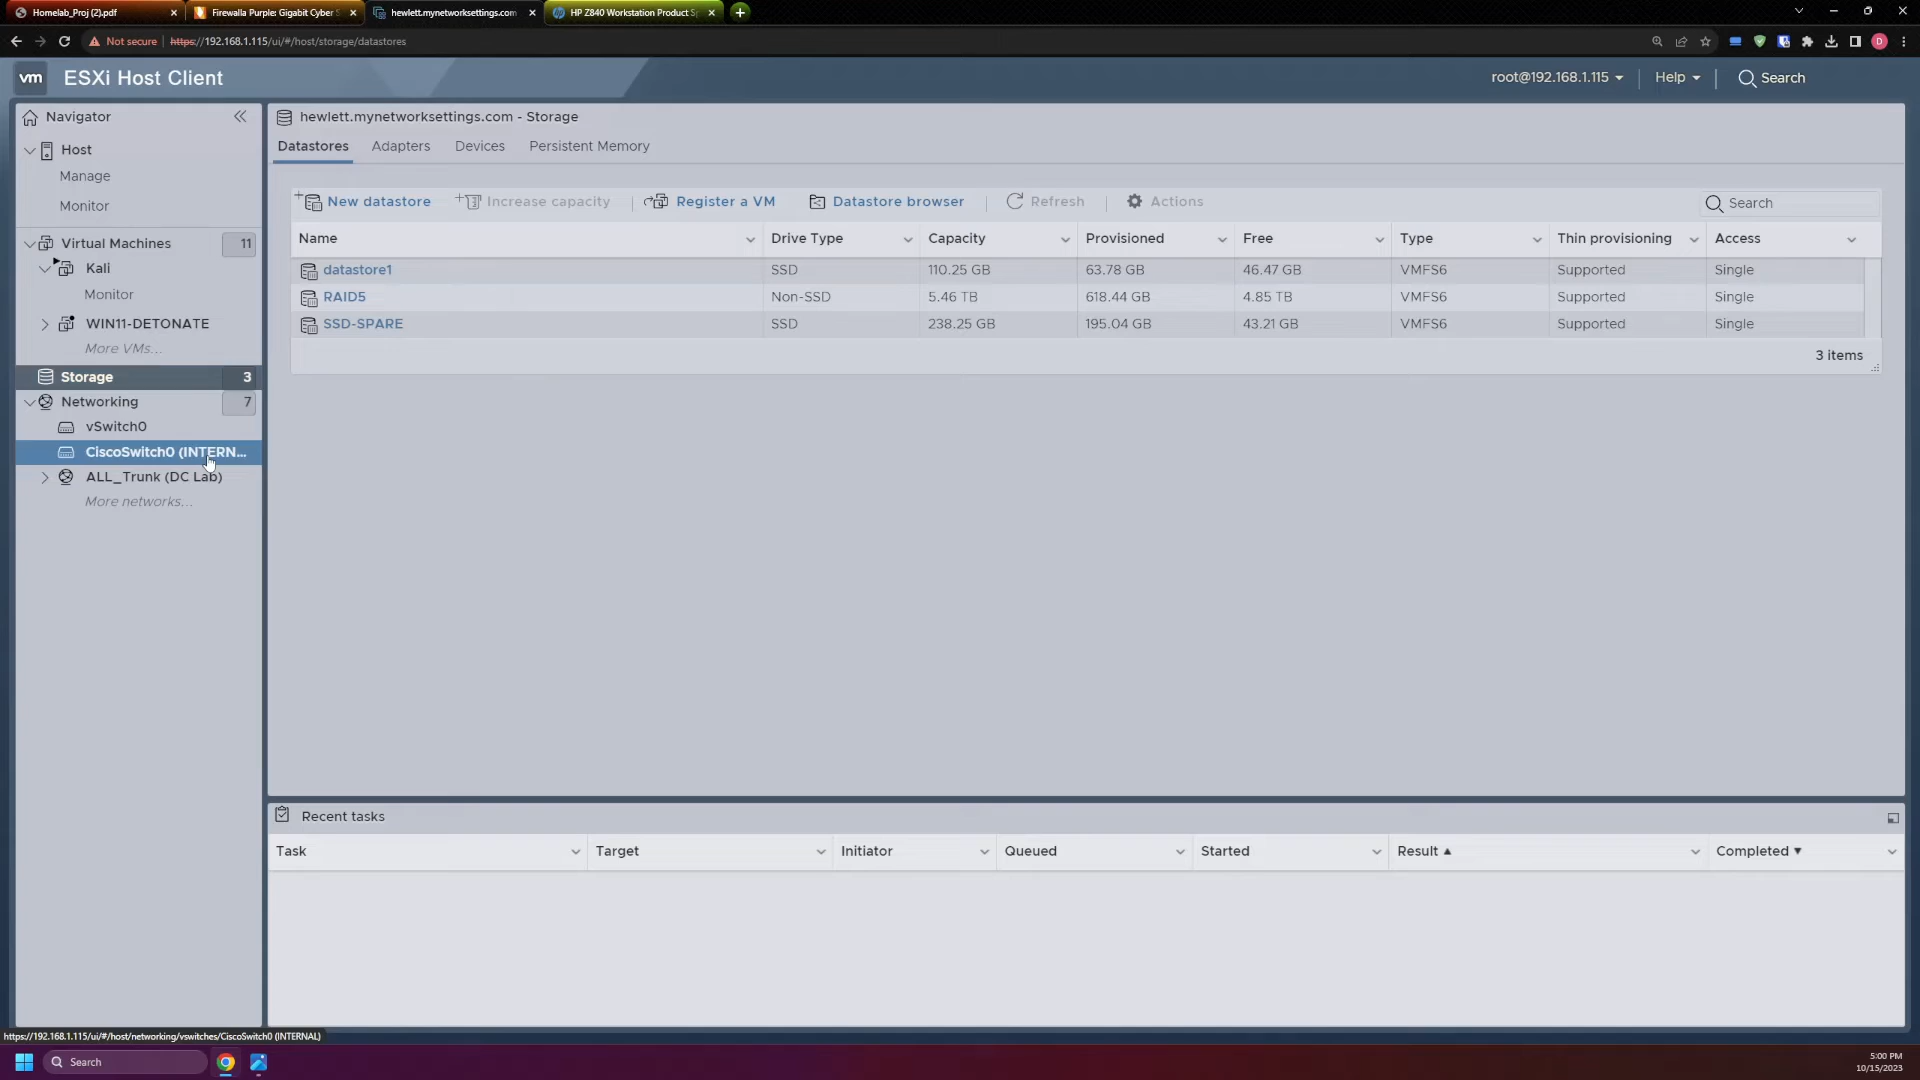 Homelab_Proj (2).pdf
Firewalla Purple: Gigabit Cyber S
hewlett.mynetworksettings.com
HP Z840 Workstation Product Sp
Not secure | https://192.168.1.115/ui/#/host/storage/datastores
D
vm ESXi Host Client
root@192.168.1.115 Help Search
Navigator
Host
Manage
Monitor
Virtual Machines 11
Kali
Monitor
WIN11-DETONATE
More VMs...
Storage 3
Networking 7
vSwitch0
CiscoSwitch0 (INTERN...
ALL_Trunk (DC Lab)
More networks...
hewlett.mynetworksettings.com - Storage
Datastores Adapters Devices Persistent Memory
New datastore Increase capacity Register a VM Datastore browser Refresh Actions Search
Name Drive Type Capacity Provisioned Free Type Thin provisioning Access
datastore1 SSD 110.25 GB 63.78 GB 46.47 GB VMFS6 Supported Single
RAID5 Non-SSD 5.46 TB 618.44 GB 4.85 TB VMFS6 Supported Single
SSD-SPARE SSD 238.25 GB 195.04 GB 43.21 GB VMFS6 Supported Single
3 items
Recent tasks
Task Target Initiator Queued Started Result ▲ Completed ▼
https://192.168.1.115/ui/#/host/networking/vswitches/CiscoSwitch0 (INTERNAL)
Search
5:00 PM
10/15/2023